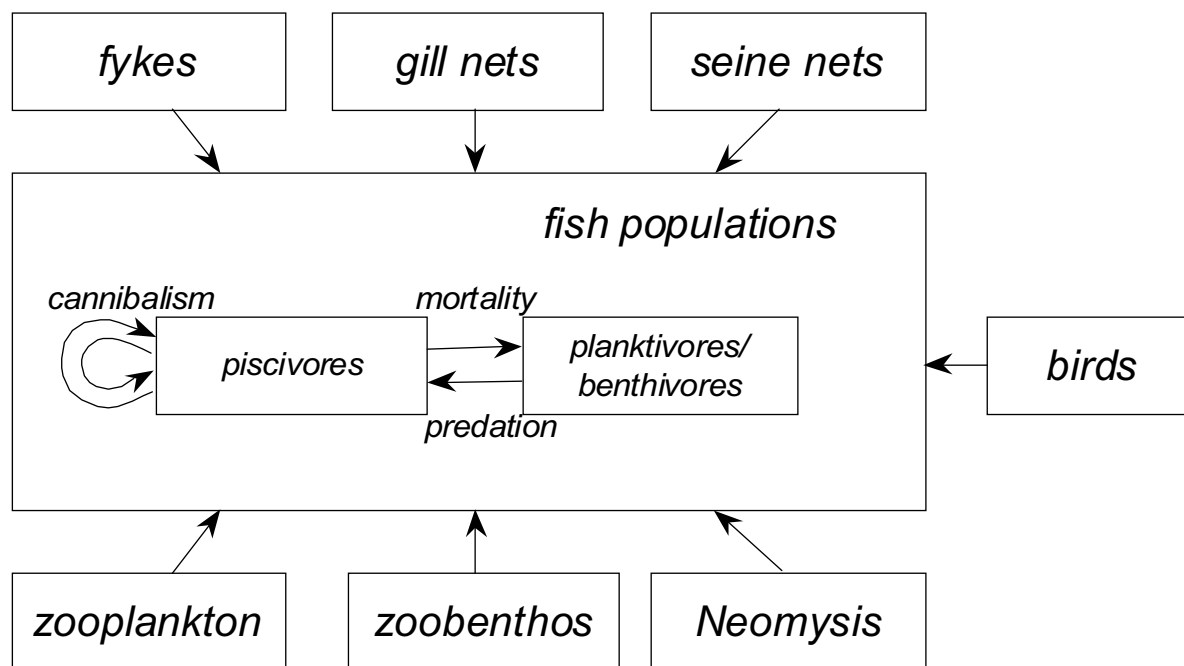 fykes
gill nets
seine nets
fish populations
cannibalism
mortality
piscivores
planktivores/
benthivores
birds
predation
zooplankton
zoobenthos
Neomysis